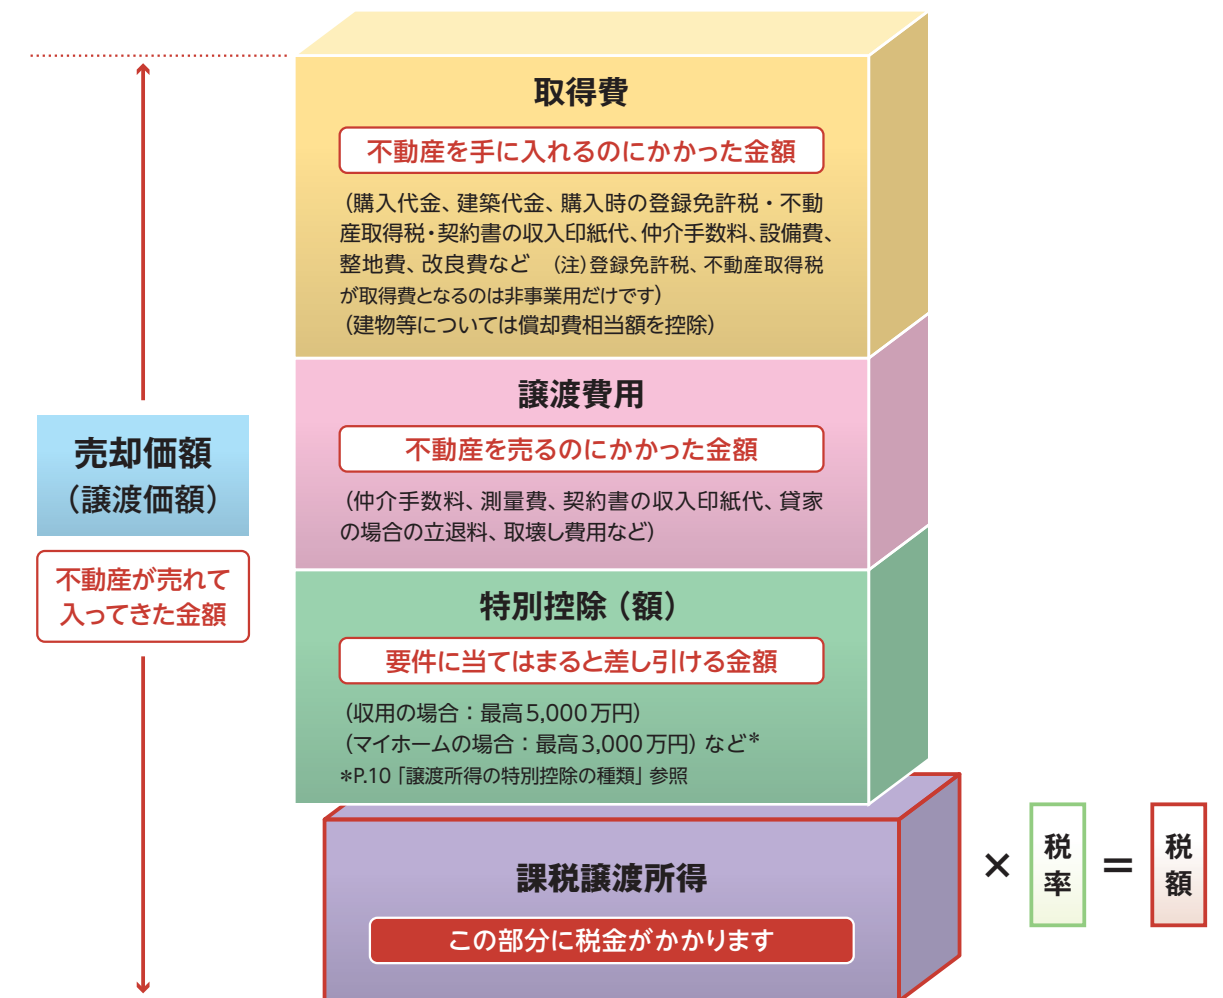 取得費
不動産を手に入れるのにかかった金額
（購入代金、建築代金、購入時の登録免許税・不動
産取得税・契約書の収入印紙代、仲介手数料、設備費、
整地費、改良費など　（注）登録免許税、不動産取得税
が取得費となるのは非事業用だけです）
（建物等については償却費相当額を控除）
譲渡費用
不動産を売るのにかかった金額
（仲介手数料、測量費、契約書の収入印紙代、貸家
の場合の立退料、取壊し費用など）
売却価額
（譲渡価額）
不動産が売れて
入ってきた金額
特別控除（額）
要件に当てはまると差し引ける金額
（収用の場合：最高5,000万円）
（マイホームの場合：最高3,000万円）など＊
＊P.10「譲渡所得の特別控除の種類」参照
課税譲渡所得
この部分に税金がかかります
×
税率
＝
税額